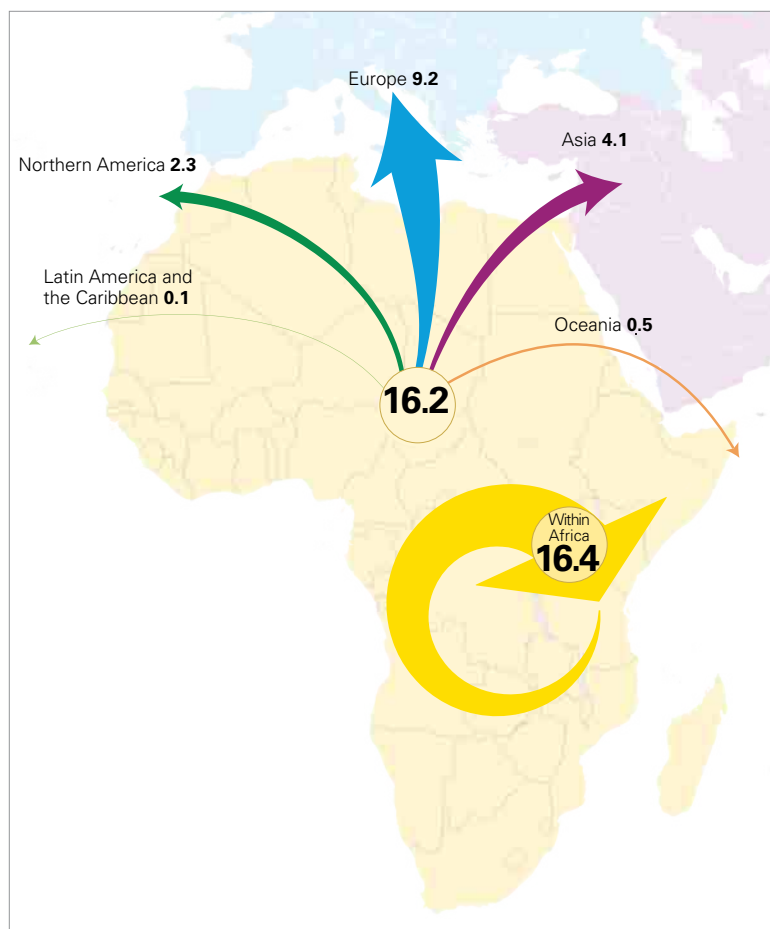 Europe 9.2
Asia 4.1
Northern America 2.3
Latin America and
the Caribbean 0.1
Oceania 0.5
16.2
Within
Africa
16.4